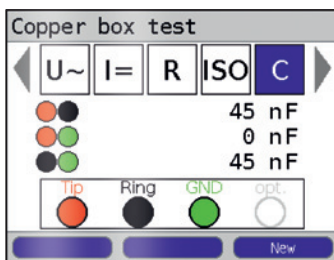 Copper box test
U~ I= R ISO C
45 nF
0 nF
45 nF
Tip Ring GND opt.
New